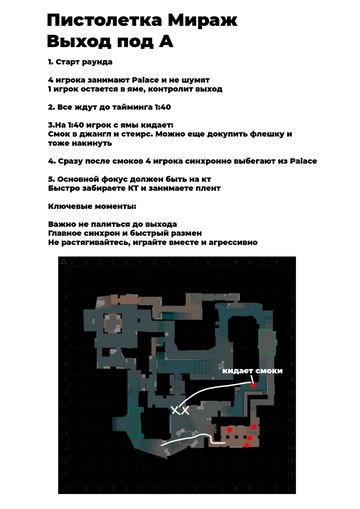 Пистолетка Мираж
Выход под А
1. Старт раунда
4 игрока занимают Palace и не шумят
1 игрок остается в яме, контролит выход
2. Все ждут до тайминга 1:40
3.На 1:40 игрок с ямы кидает:
Смок в джангл и стеирс. Можно еще докупить флешку и
тоже накинуть
4. Сразу после смоков 4 игрока синхронно выбегают из Palace
5. Основной фокус должен быть на кт
Быстро забираете КТ и занимаете плент
Ключевые моменты:
Важно не палиться до выхода
Главное синхрон и быстрый размен
Не растягивайтесь, играйте вместе и агрессивно
кидает смоки